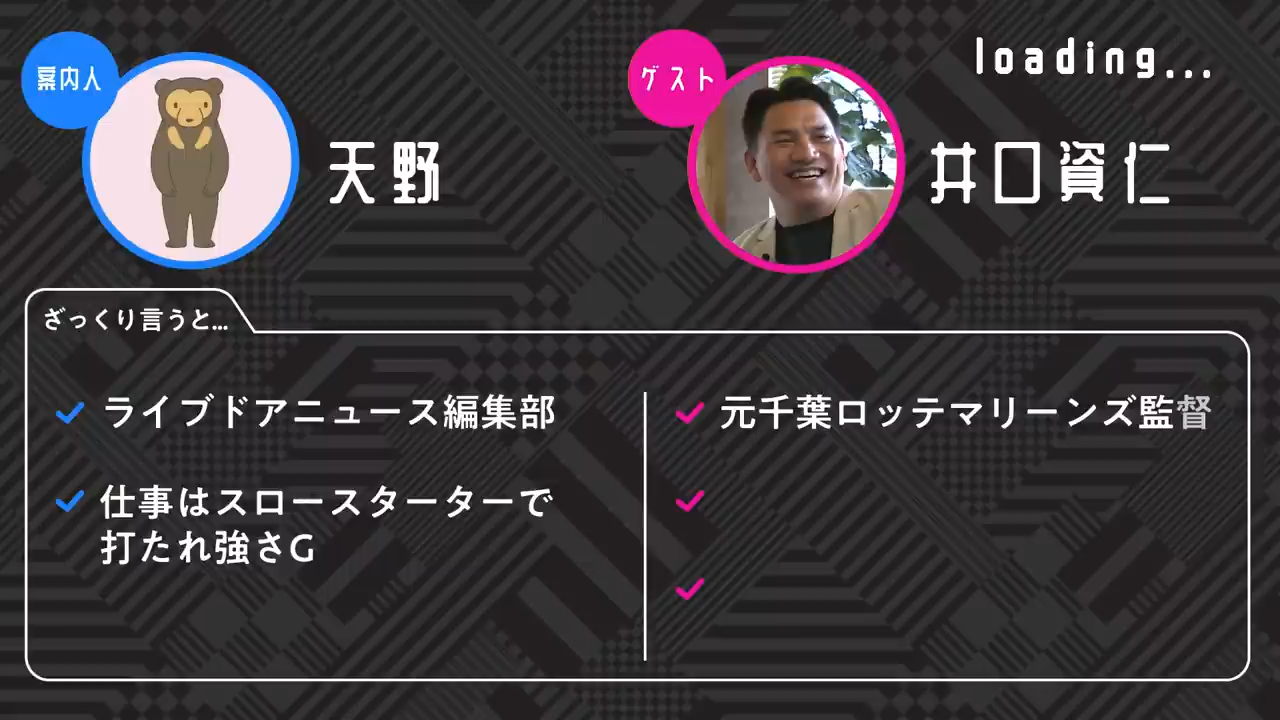 案内人
天野
ゲスト
井口資仁
loading...
ざっくり言うと...
ライブドアニュース編集部
仕事はスロースターターで
打たれ強さG
元千葉ロッテマリーンズ監督